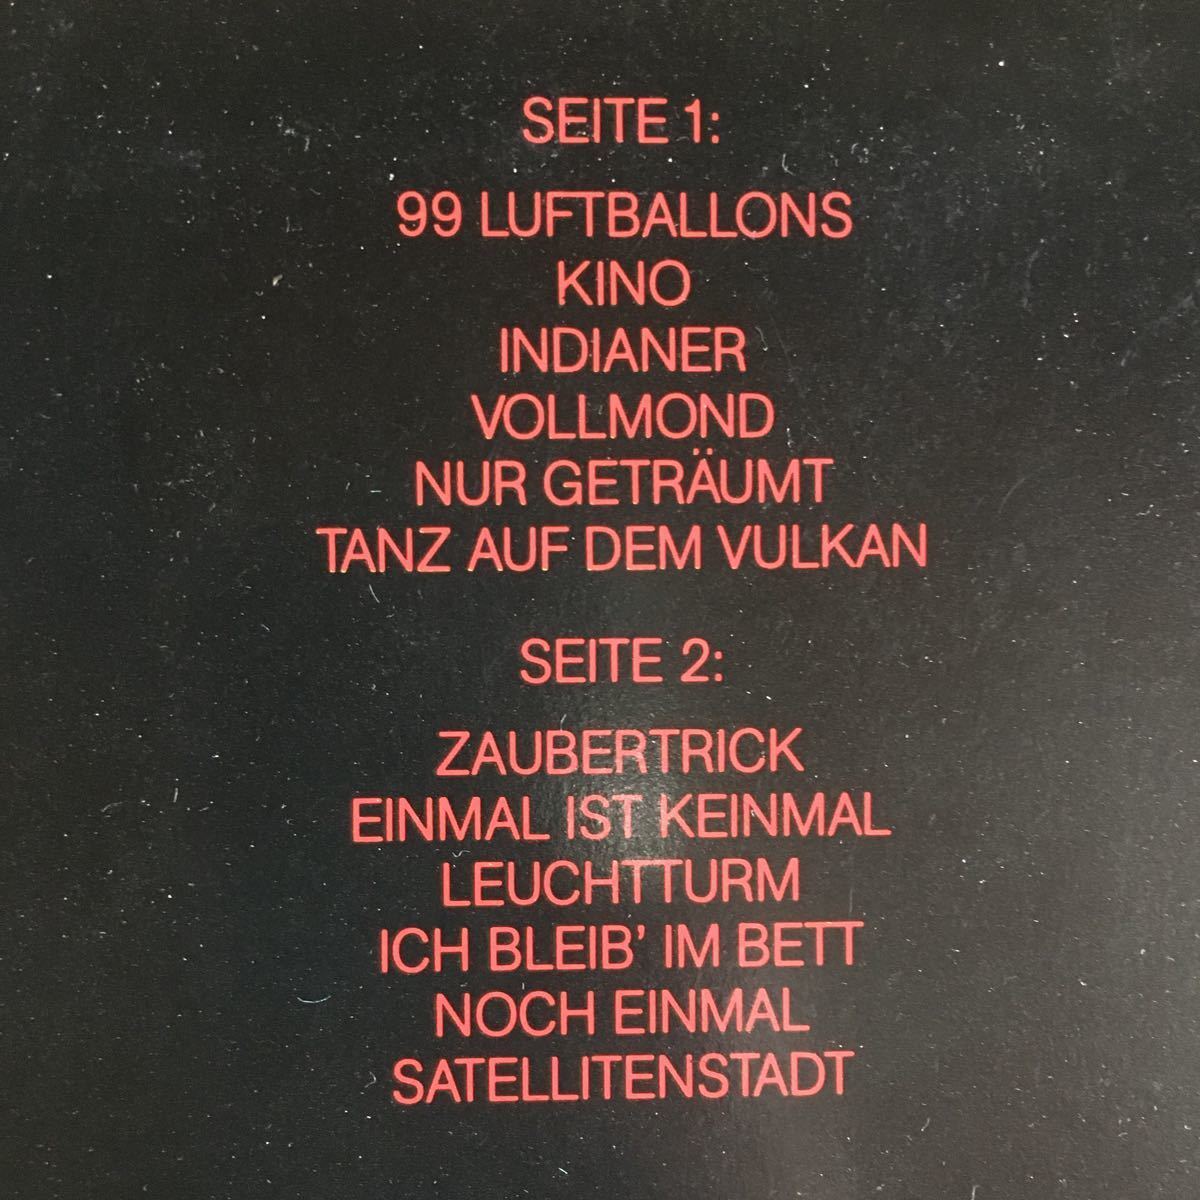 SEITE 1:
99 LUFTBALLONS
KINO
INDIANER
VOLLMOND
NUR GETRÄUMT
TANZ AUF DEM VULKAN
SEITE 2:
ZAUBERTRICK
EINMAL IST KEINMAL
LEUCHTTURM
ICH BLEIB' IM BETT
NOCH EINMAL
SATELLITENSTADT